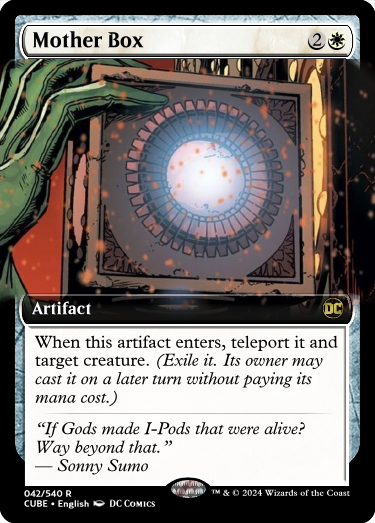 Mother Box 2
Artifact DC
When this artifact enters, teleport it and
target creature. (Exile it. Its owner may
cast it on a later turn without paying its
mana cost.)
“If Gods made I-Pods that were alive?
Way beyond that.”
— Sonny Sumo
042/540 R
CUBE • English DC COMICS
™ & © 2024 Wizards of the Coast